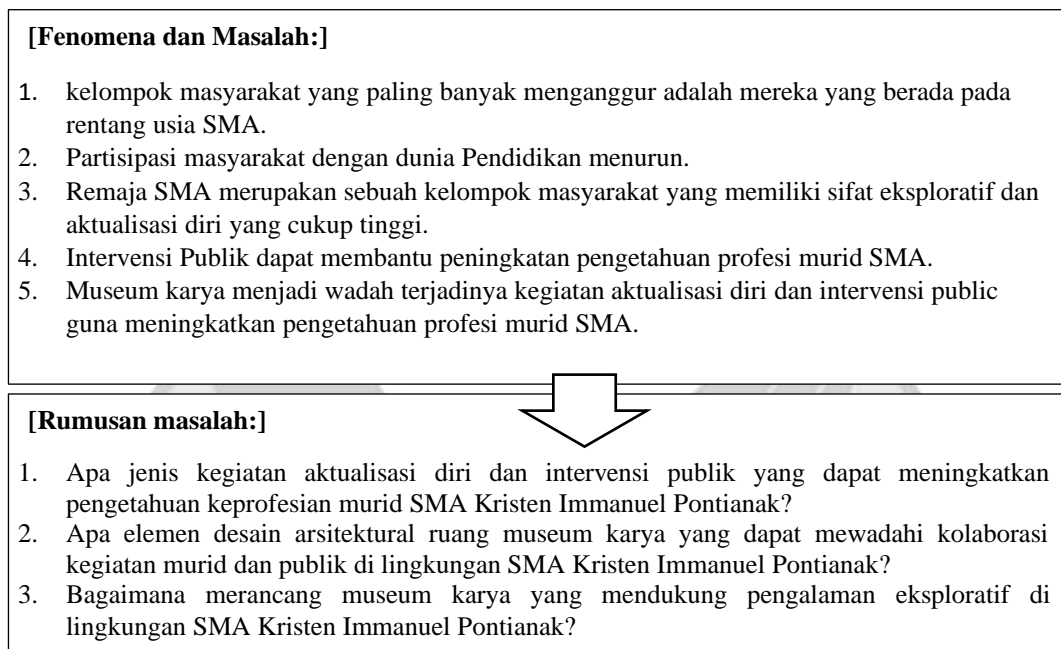 [Fenomena dan Masalah:]
1. kelompok masyarakat yang paling banyak menganggur adalah mereka yang berada pada
rentang usia SMA.
2. Partisipasi masyarakat dengan dunia Pendidikan menurun.
3. Remaja SMA merupakan sebuah kelompok masyarakat yang memiliki sifat eksploratif dan
aktualisasi diri yang cukup tinggi.
4. Intervensi Publik dapat membantu peningkatan pengetahuan profesi murid SMA.
5. Museum karya menjadi wadah terjadinya kegiatan aktualisasi diri dan intervensi public
guna meningkatkan pengetahuan profesi murid SMA.
[Rumusan masalah:]
1. Apa jenis kegiatan aktualisasi diri dan intervensi publik yang dapat meningkatkan
pengetahuan keprofesian murid SMA Kristen Immanuel Pontianak?
2. Apa elemen desain arsitektural ruang museum karya yang dapat mewadahi kolaborasi
kegiatan murid dan publik di lingkungan SMA Kristen Immanuel Pontianak?
3. Bagaimana merancang museum karya yang mendukung pengalaman eksploratif di
lingkungan SMA Kristen Immanuel Pontianak?